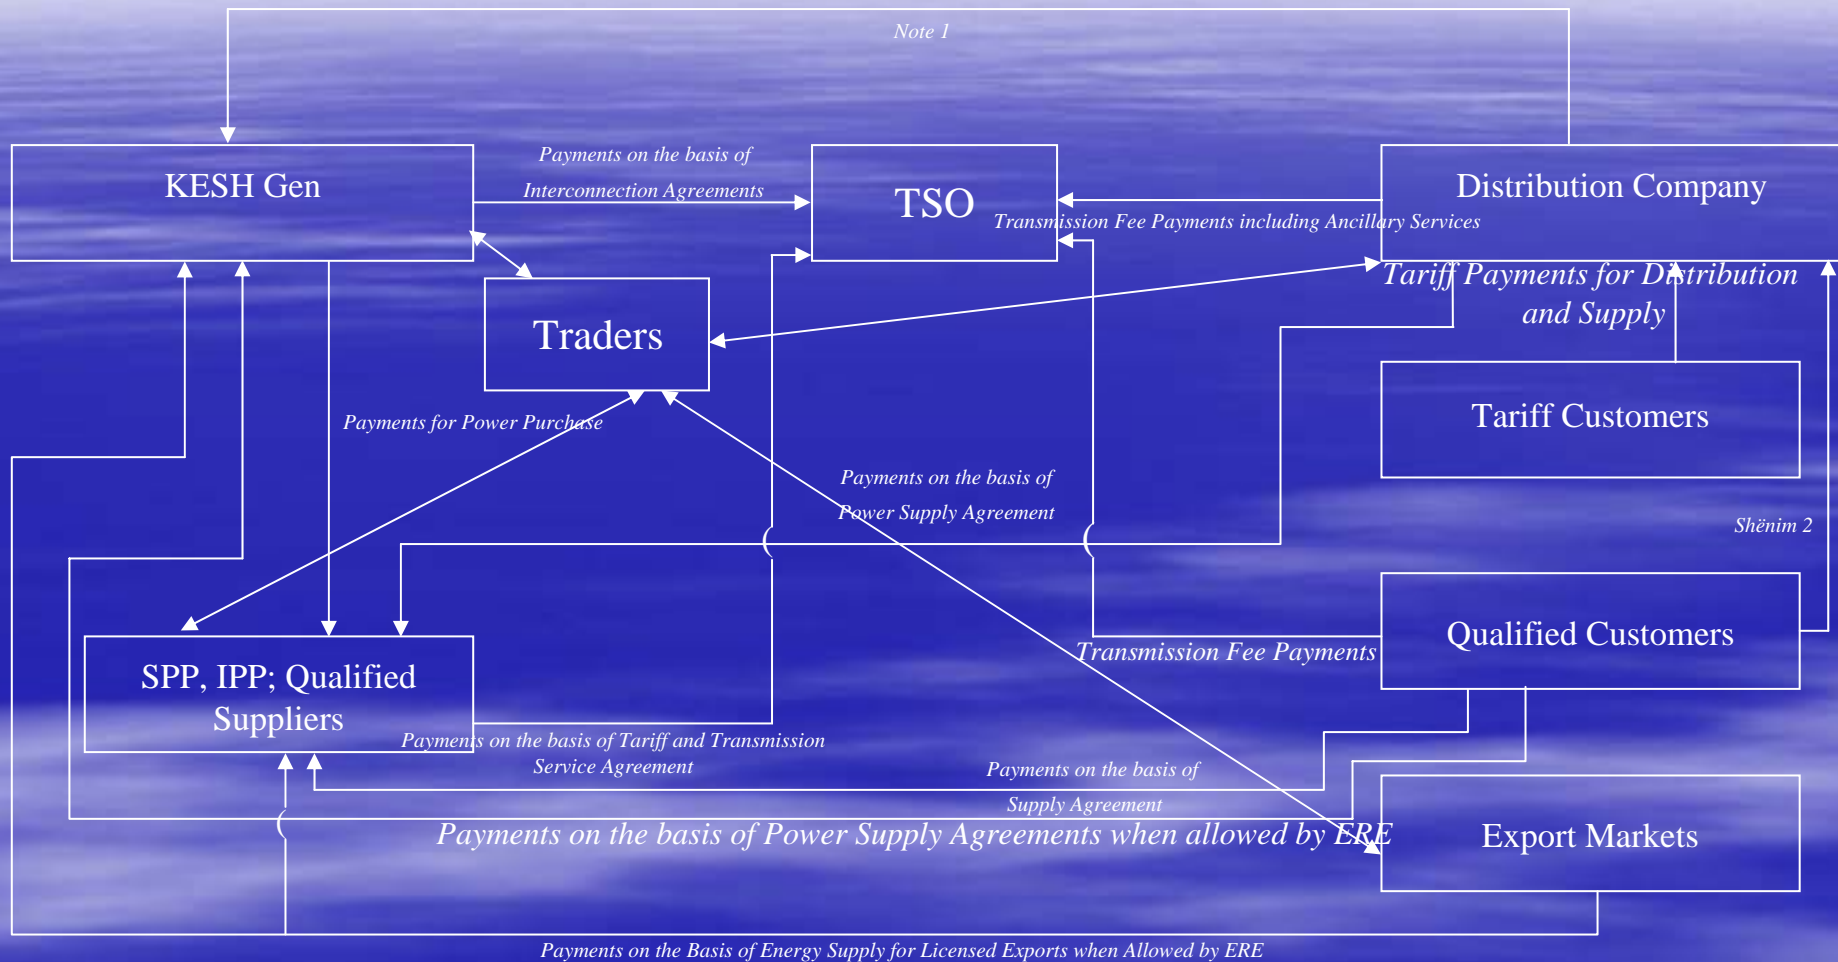 Note 1
KESH Gen
Payments on the basis of
Interconnection Agreements
TSO
Distribution Company
Transmission Fee Payments including Ancillary Services
Tariff Payments for Distribution
and Supply
Traders
Tariff Customers
Payments for Power Purchase
Payments on the basis of
Power Supply Agreement
Shënim 2
Qualified Customers
Transmission Fee Payments
SPP, IPP; Qualified
Suppliers
Payments on the basis of Tariff and Transmission
Service Agreement
Payments on the basis of
Supply Agreement
Payments on the basis of Power Supply Agreements when allowed by ERE
Export Markets
Payments on the Basis of Energy Supply for Licensed Exports when Allowed by ERE